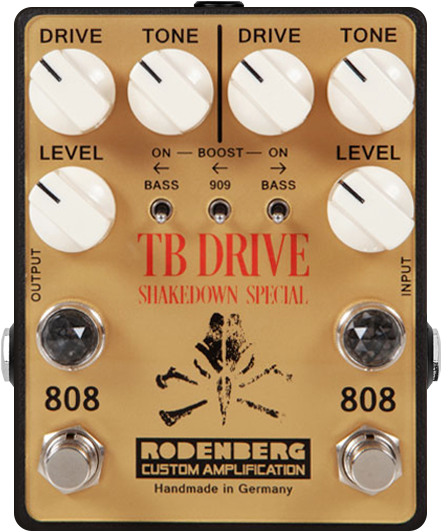 DRIVE TONE DRIVE TONE
LEVEL ON — BOOST — ON LEVEL
← ← →
BASS 909 BASS
TB DRIVE
SHAKEDOWN SPECIAL
OUTPUT INPUT
808 808
RODENBERG
CUSTOM AMPLIFICATION
Handmade in Germany